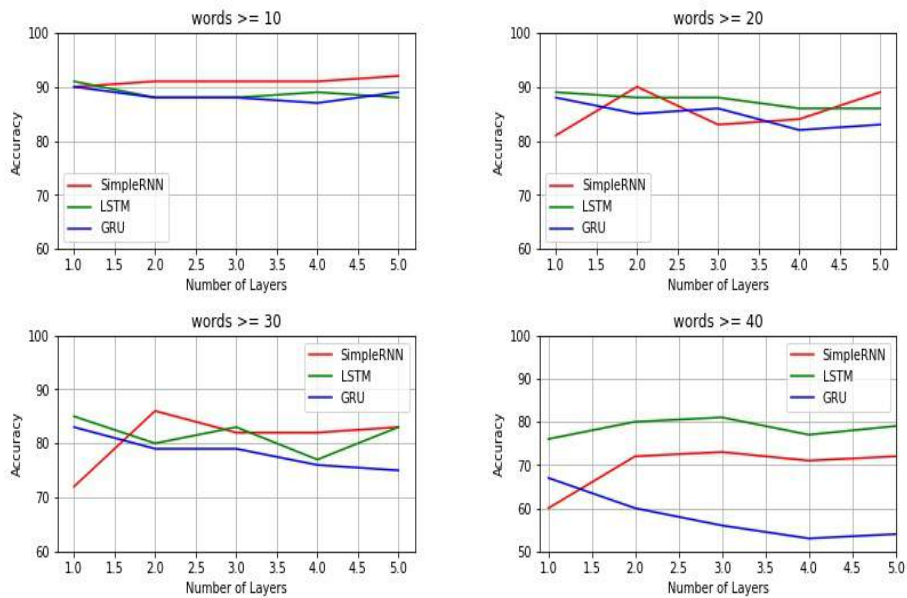 words >= 10
100
90
80
70
60
Accuracy
SimpleRNN
LSTM
GRU
1.0 1.5 2.0 2.5 3.0 3.5 4.0 4.5 5.0
Number of Layers
words >= 20
100
90
80
70
60
Accuracy
SimpleRNN
LSTM
GRU
1.0 1.5 2.0 2.5 3.0 3.5 4.0 4.5 5.0
Number of Layers
words >= 30
100
90
80
70
60
Accuracy
SimpleRNN
LSTM
GRU
1.0 1.5 2.0 2.5 3.0 3.5 4.0 4.5 5.0
Number of Layers
words >= 40
100
90
80
70
60
50
Accuracy
SimpleRNN
LSTM
GRU
1.0 1.5 2.0 2.5 3.0 3.5 4.0 4.5 5.0
Number of Layers